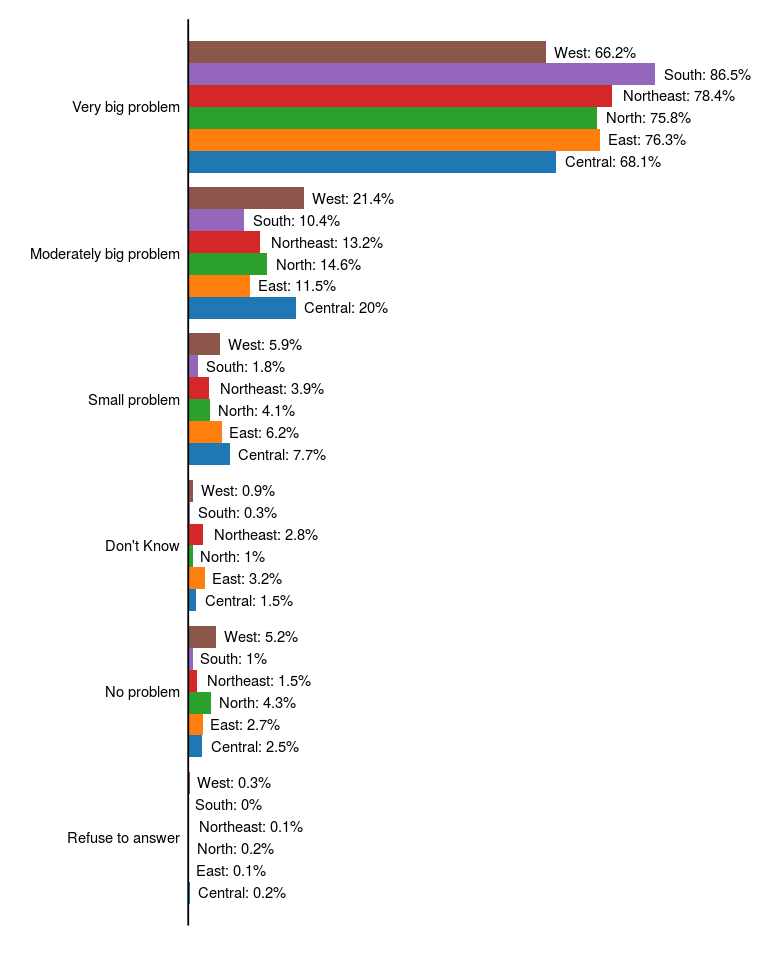 West: 66.2%
South: 86.5%
Northeast: 78.4%
Very big problem
North: 75.8%
East: 76.3%
Central: 68.1%
West: 21.4%
South: 10.4%
Northeast: 13.2%
Moderately big problem
North: 14.6%
East: 11.5%
Central: 20%
West: 5.9%
South: 1.8%
Northeast: 3.9%
Small problem
North: 4.1%
East: 6.2%
Central: 7.7%
West: 0.9%
South: 0.3%
Northeast: 2.8%
Don't Know
North: 1%
East: 3.2%
Central: 1.5%
West: 5.2%
South: 1%
Northeast: 1.5%
No problem
North: 4.3%
East: 2.7%
Central: 2.5%
West: 0.3%
South: 0%
Northeast: 0.1%
Refuse to answer
North: 0.2%
East: 0.1%
Central: 0.2%